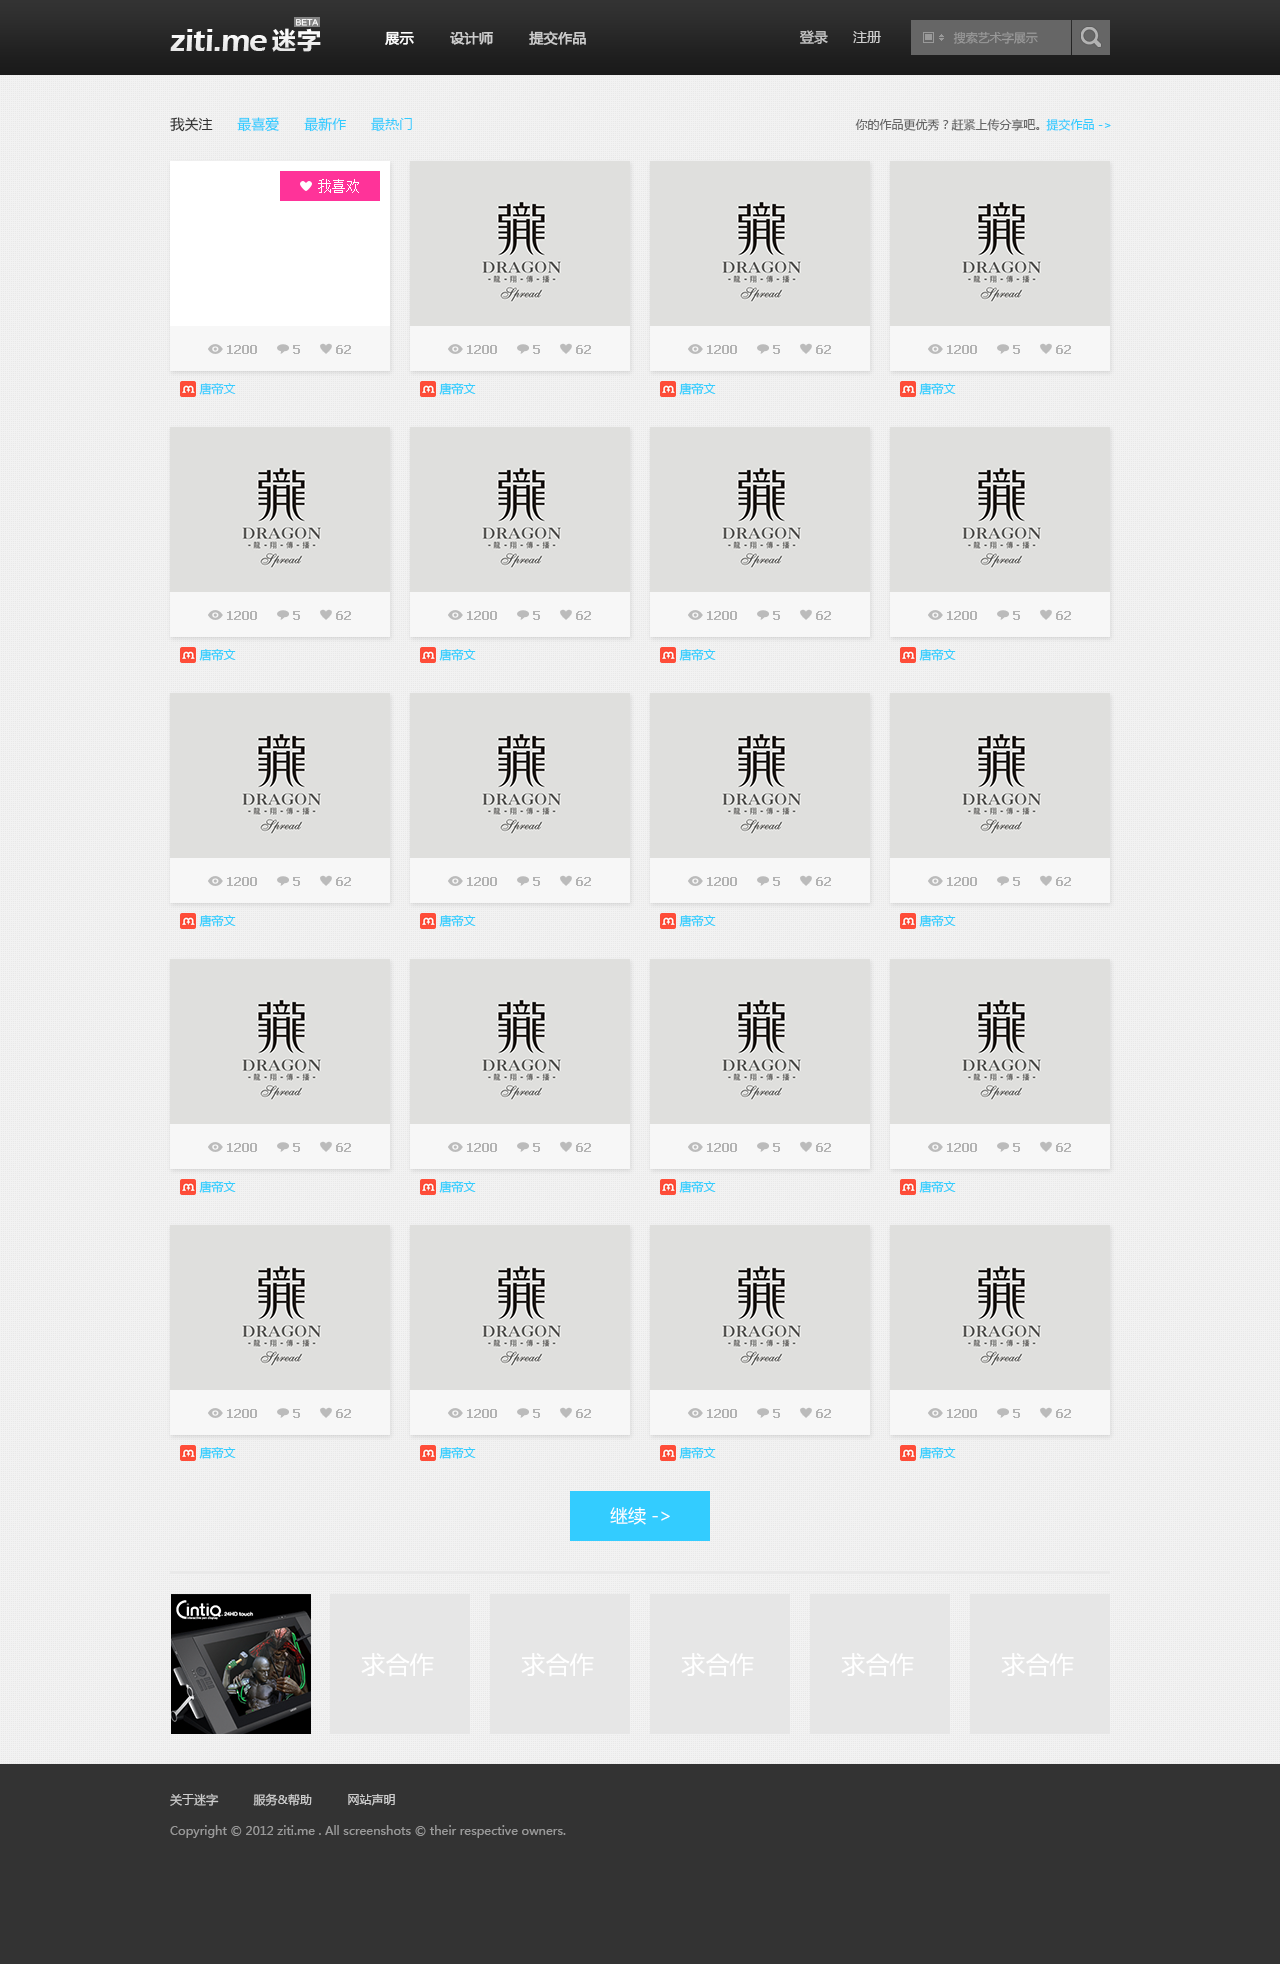 ziti.me 迷字 BETA
展示 设计师 提交作品 登录 注册 搜索艺术字展示
我关注 最喜爱 最新作 最热门 你的作品更优秀？赶紧上传分享吧。提交作品 ->
我喜欢
DRAGON DRAGON DRAGON
-龍-翔-傳-播- -龍-翔-傳-播- -龍-翔-傳-播-
Spread Spread Spread
1200 5 62 1200 5 62 1200 5 62 1200 5 62
唐帝文 唐帝文 唐帝文 唐帝文
DRAGON DRAGON DRAGON DRAGON
-龍-翔-傳-播- -龍-翔-傳-播- -龍-翔-傳-播- -龍-翔-傳-播-
Spread Spread Spread Spread
1200 5 62 1200 5 62 1200 5 62 1200 5 62
唐帝文 唐帝文 唐帝文 唐帝文
DRAGON DRAGON DRAGON DRAGON
-龍-翔-傳-播- -龍-翔-傳-播- -龍-翔-傳-播- -龍-翔-傳-播-
Spread Spread Spread Spread
1200 5 62 1200 5 62 1200 5 62 1200 5 62
唐帝文 唐帝文 唐帝文 唐帝文
DRAGON DRAGON DRAGON DRAGON
-龍-翔-傳-播- -龍-翔-傳-播- -龍-翔-傳-播- -龍-翔-傳-播-
Spread Spread Spread Spread
1200 5 62 1200 5 62 1200 5 62 1200 5 62
唐帝文 唐帝文 唐帝文 唐帝文
DRAGON DRAGON DRAGON DRAGON
-龍-翔-傳-播- -龍-翔-傳-播- -龍-翔-傳-播- -龍-翔-傳-播-
Spread Spread Spread Spread
1200 5 62 1200 5 62 1200 5 62 1200 5 62
唐帝文 唐帝文 唐帝文 唐帝文
继续 ->
Cintiq 24HD touch
求合作 求合作 求合作 求合作 求合作
关于迷字 服务&帮助 网站声明
Copyright © 2012 ziti.me . All screenshots © their respective owners.